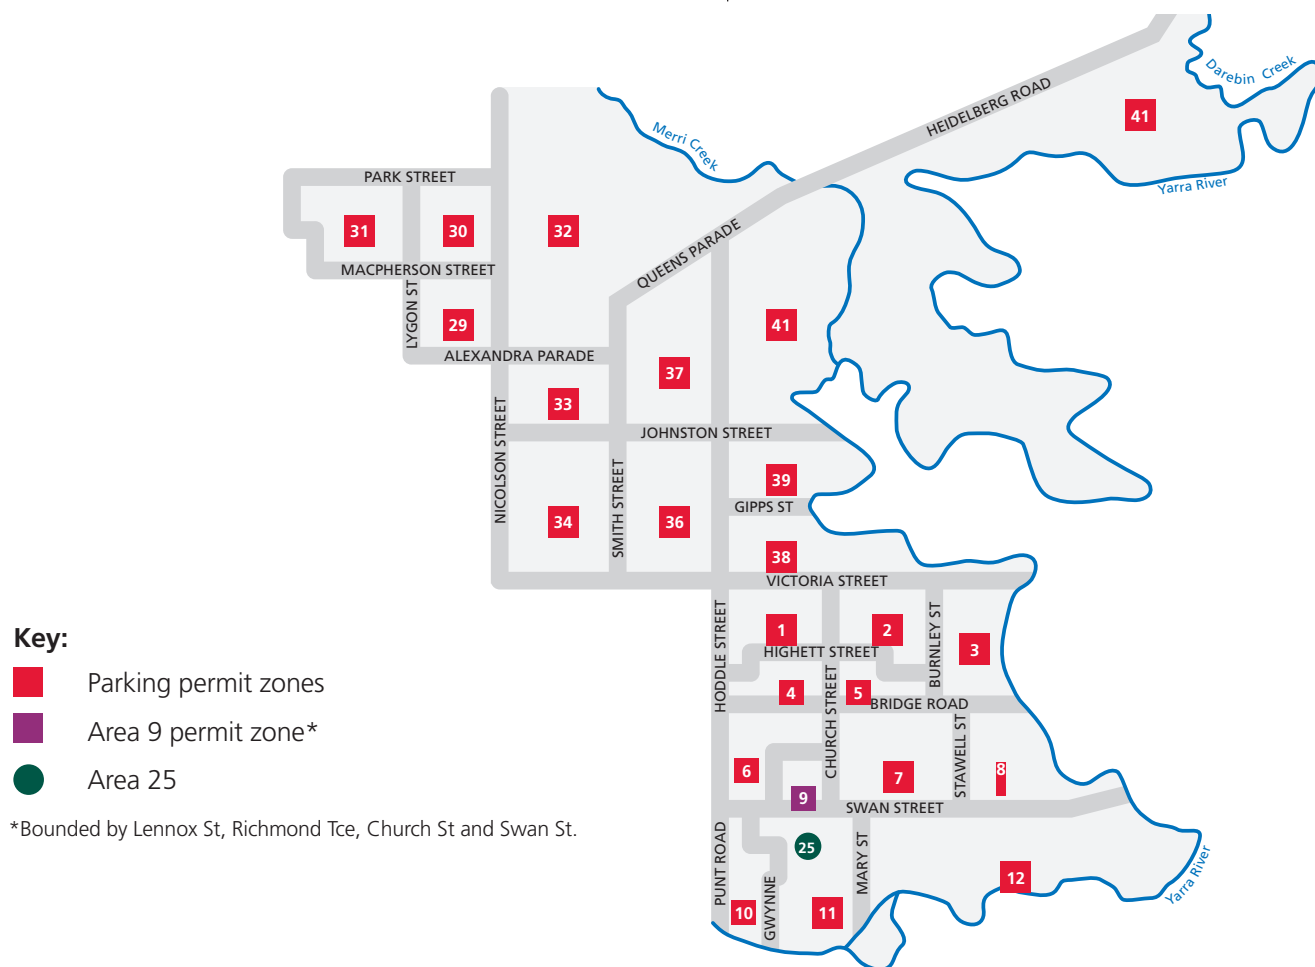 HEIDELBERG ROAD
Darebin Creek
41
Merri Creek
Yarra River
PARK STREET
31
30
32
QUEENS PARADE
MACPHERSON STREET
LYGON ST
29
41
ALEXANDRA PARADE
37
33
NICOLSON STREET
JOHNSTON STREET
39
SMITH STREET
GIPPS ST
34
36
38
VICTORIA STREET
HODDLE STREET
1
2
BURNLEY ST
3
HIGHETT STREET
4
5
CHURCH STREET
BRIDGE ROAD
6
7
STAWELL ST
8
9
SWAN STREET
PUNT ROAD
25
MARY ST
12
Yarra River
10
GWYNNE
11
Key:
Parking permit zones
Area 9 permit zone*
Area 25
*Bounded by Lennox St, Richmond Tce, Church St and Swan St.